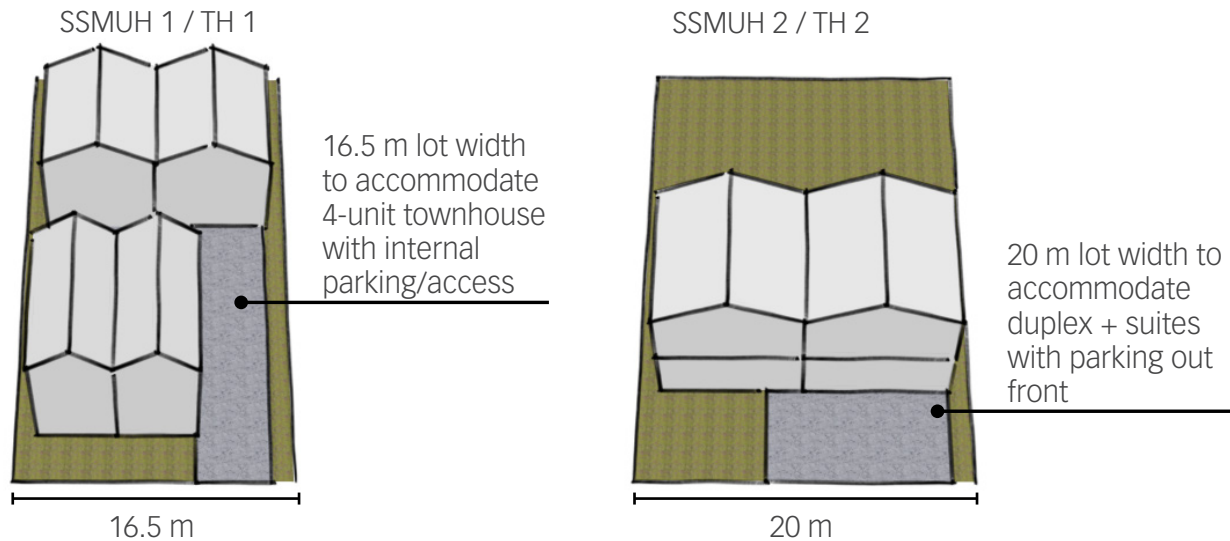 SSMUH 1 / TH 1
16.5 m lot width
to accommodate
4-unit townhouse
with internal
parking/access
16.5 m
SSMUH 2 / TH 2
20 m lot width to
accommodate
duplex + suites
with parking out
front
20 m